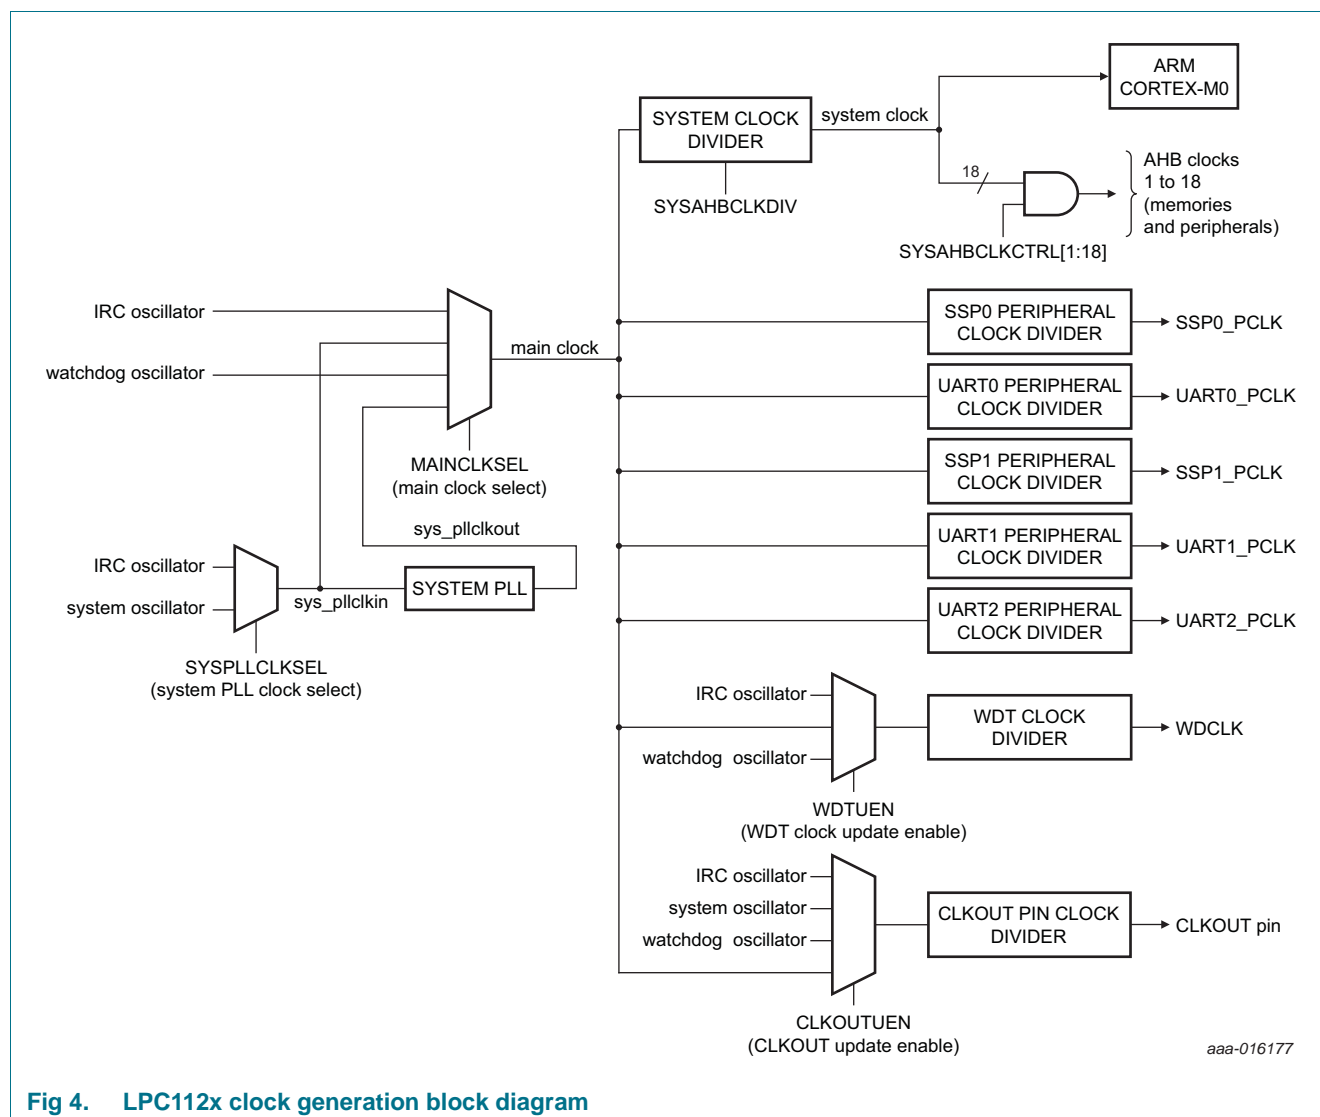 ARM
CORTEX-M0
SYSTEM CLOCK
DIVIDER
system clock
SYSAHBCLKDIV
18
AHB clocks
1 to 18
(memories
and peripherals)
SYSAHBCLKCTRL[1:18]
IRC oscillator
watchdog oscillator
main clock
MAINCLKSEL
(main clock select)
sys_pllclkout
IRC oscillator
system oscillator
sys_pllclkin
SYSTEM PLL
SYSPLLCLKSEL
(system PLL clock select)
SSP0 PERIPHERAL
CLOCK DIVIDER
SSP0_PCLK
UART0 PERIPHERAL
CLOCK DIVIDER
UART0_PCLK
SSP1 PERIPHERAL
CLOCK DIVIDER
SSP1_PCLK
UART1 PERIPHERAL
CLOCK DIVIDER
UART1_PCLK
UART2 PERIPHERAL
CLOCK DIVIDER
UART2_PCLK
IRC oscillator
watchdog oscillator
WDT CLOCK
DIVIDER
WDCLK
WDTUEN
(WDT clock update enable)
IRC oscillator
system oscillator
watchdog oscillator
CLKOUT PIN CLOCK
DIVIDER
CLKOUT pin
CLKOUTUEN
(CLKOUT update enable)
aaa-016177
Fig 4. LPC112x clock generation block diagram